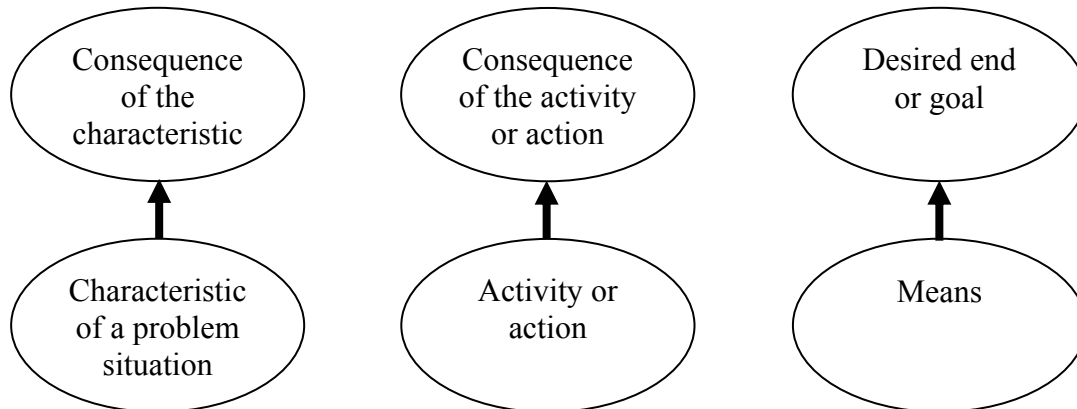 Consequence
of the
characteristic
Consequence
of the activity
or action
Desired end
or goal
Characteristic
of a problem
situation
Activity or
action
Means